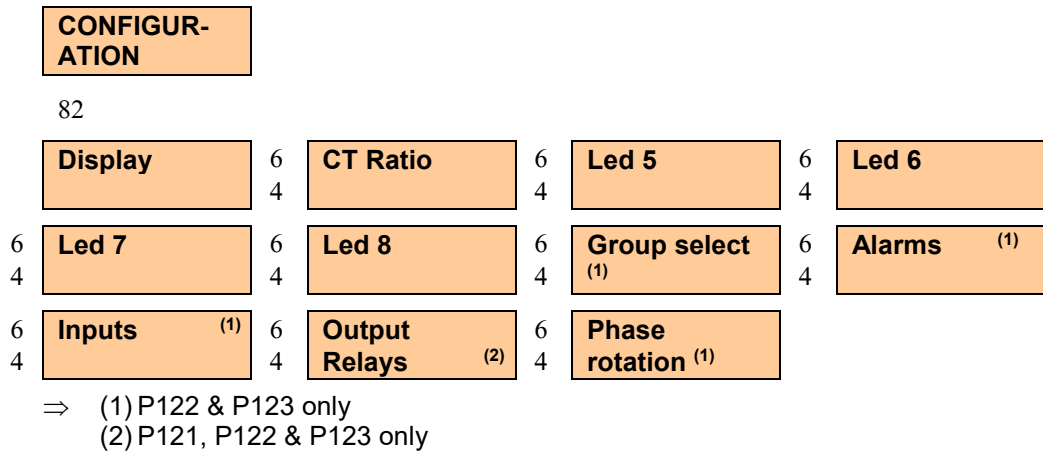 CONFIGUR-
ATION
82
Display 6 CT Ratio 6 Led 5 6 Led 6
4 4 4
6 Led 7 6 Led 8 6 Group select 6 Alarms (1)
4 4 4 (1) 4
6 Inputs (1) 6 Output 6 Phase
4 4 Relays (2) 4 rotation (1)
⇒ (1) P122 & P123 only
(2) P121, P122 & P123 only